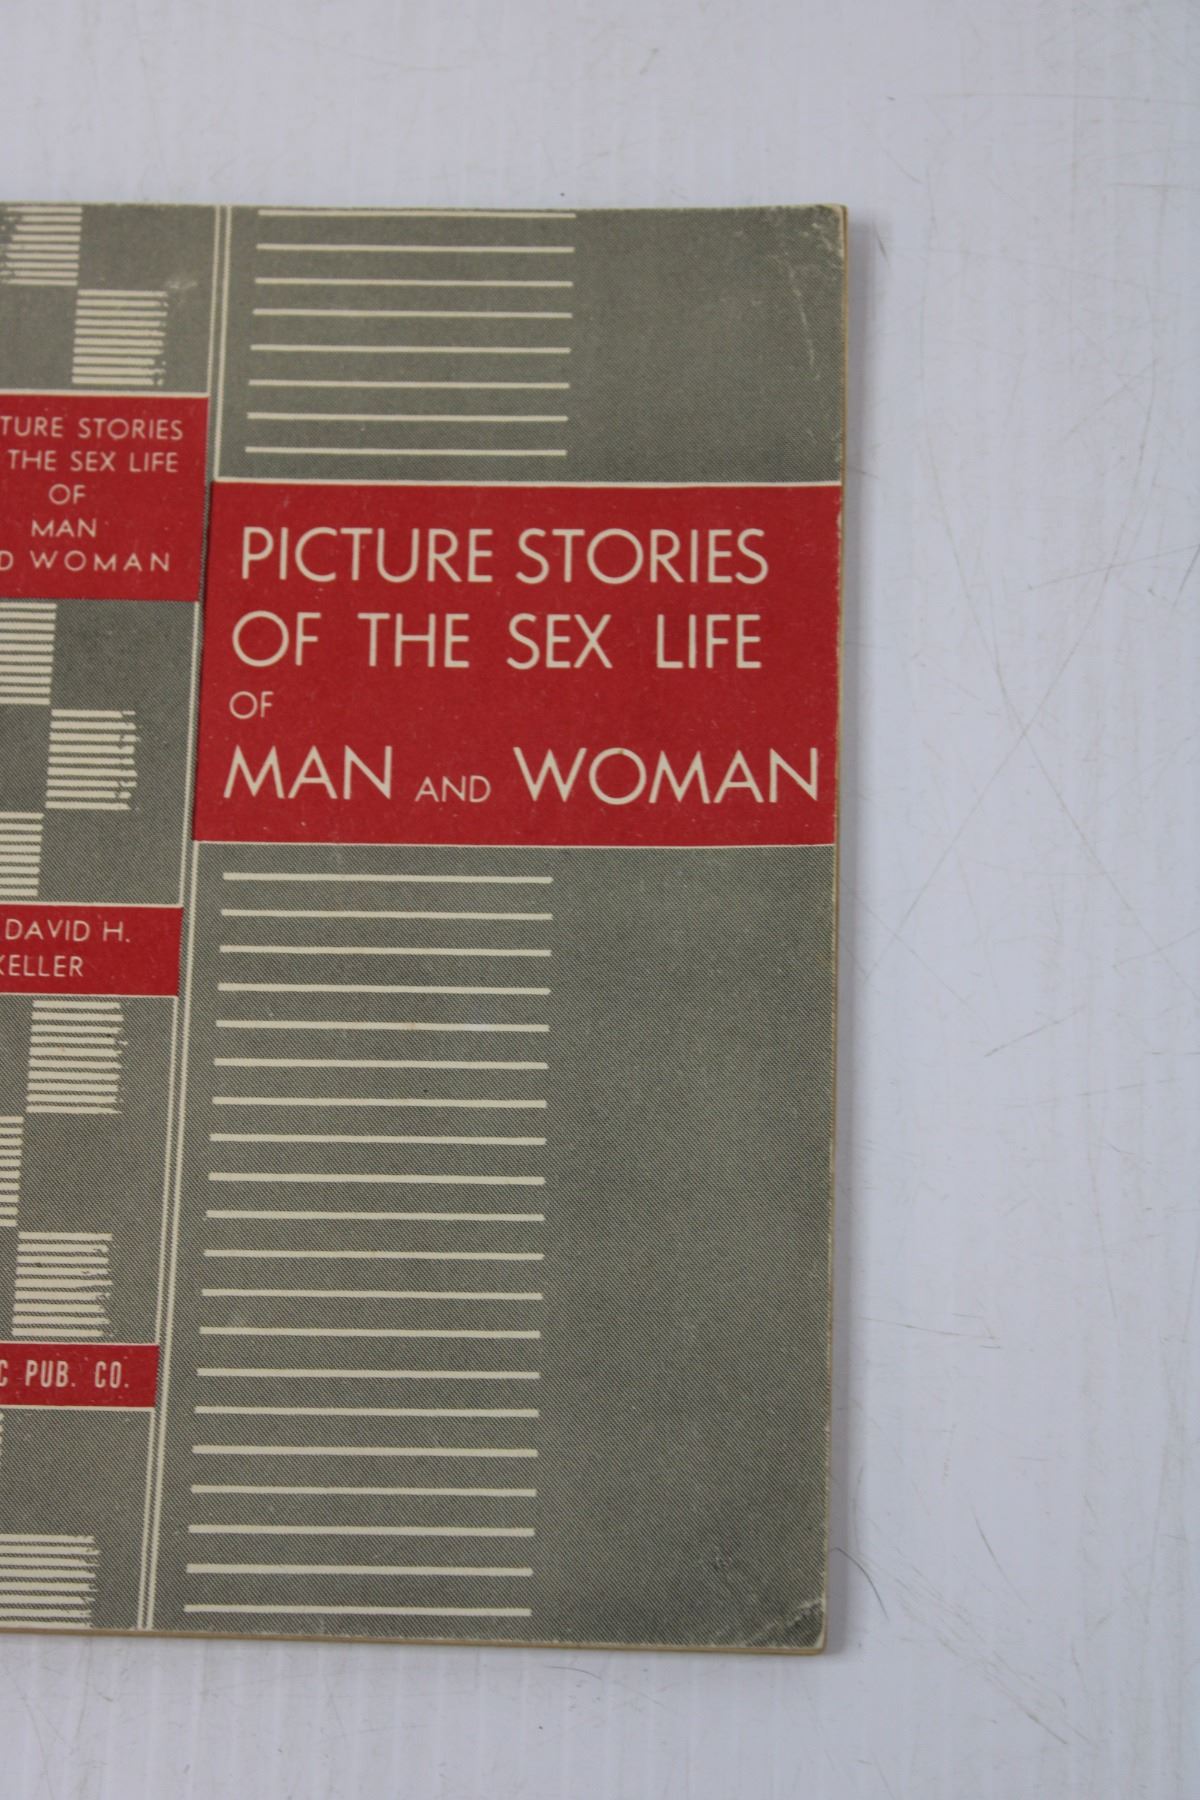 STORIES
THE SEX LIFE
OF
MAN
WOMAN
DAVID H.
KELLER
PUB. CO.
PICTURE STORIES
OF THE SEX LIFE
OF
MAN AND WOMAN